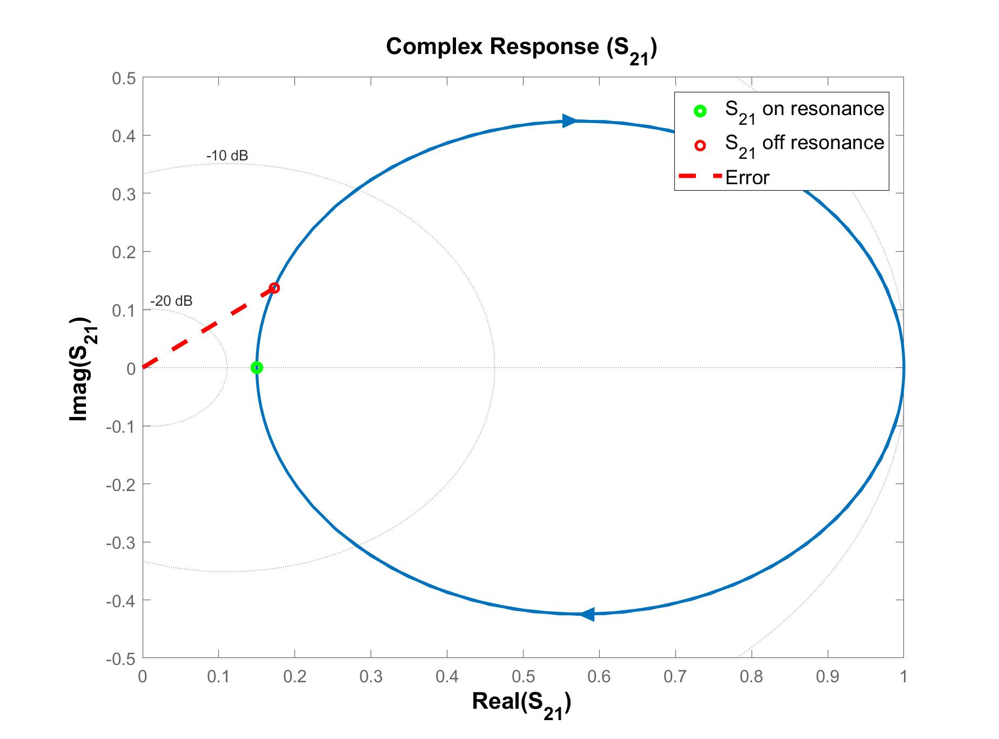 Complex Response (S21)
0.5
0.4
0.3
0.2
0.1
0
-0.1
-0.2
-0.3
-0.4
-0.5
Imag(S21)
-10 dB
-20 dB
S21 on resonance
S21 off resonance
Error
0 0.1 0.2 0.3 0.4 0.5 0.6 0.7 0.8 0.9 1
Real(S21)